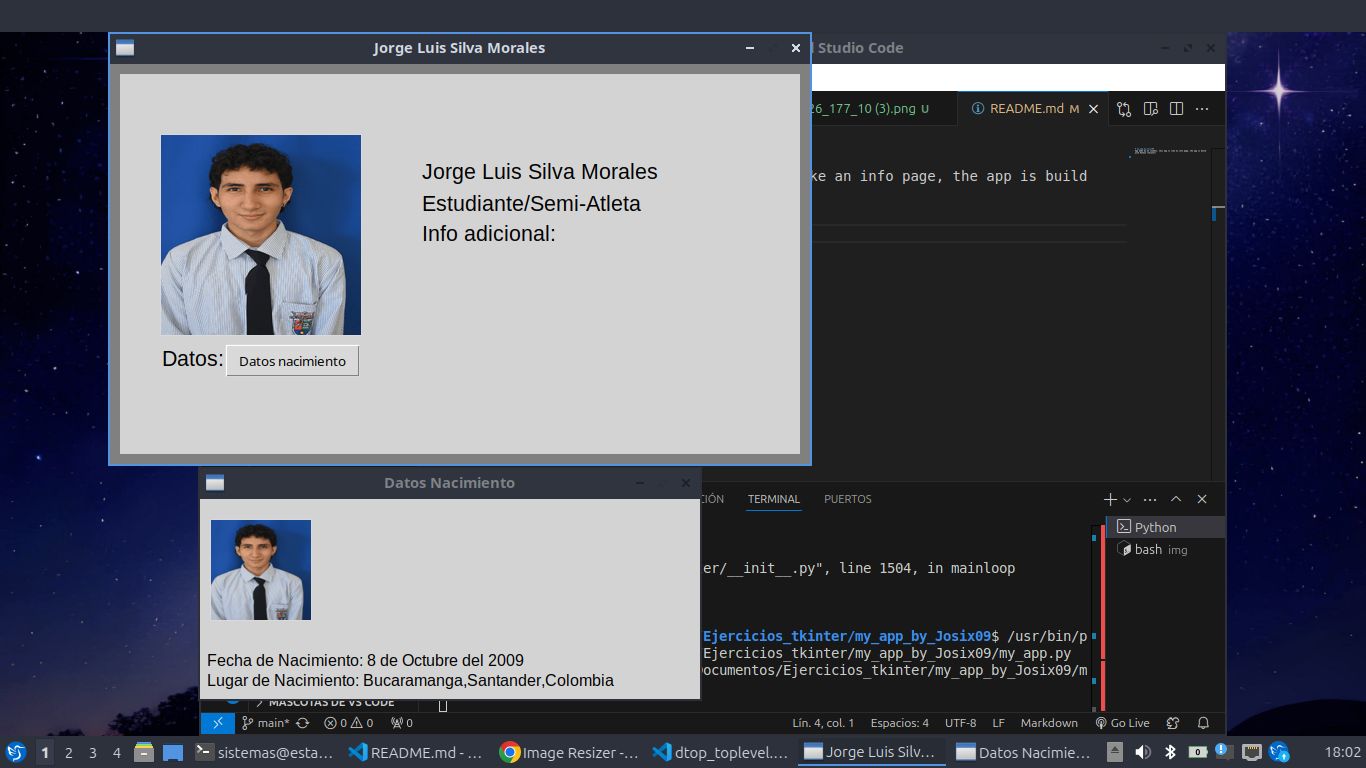 Jorge Luis Silva Morales
l Studio Code
26_177_10 (3).png U
README.md M
ke an info page, the app is build
Jorge Luis Silva Morales
Estudiante/Semi-Atleta
Info adicional:
Datos: Datos nacimiento
Datos Nacimiento
Fecha de Nacimiento: 8 de Octubre del 2009
Lugar de Nacimiento: Bucaramanga,Santander,Colombia
CIÓN TERMINAL PUERTOS
Python
bash img
er/__init__.py", line 1504, in mainloop
Ejercicios_tkinter/my_app_by_Josix09$ /usr/bin/p
Ejercicios_tkinter/my_app_by_Josix09/my_app.py
ocumentos/Ejercicios_tkinter/my_app_by_Josix09/m
MASCOTAS DE VS CODE
main* 0 0 0 Lín. 4, col. 1 Espacios: 4 UTF-8 LF Markdown Go Live
1 2 3 4 sistemas@esta... README.md - ... Image Resizer -... dtop_toplevel.... Jorge Luis Silv... Datos Nacimie... 0 18:02